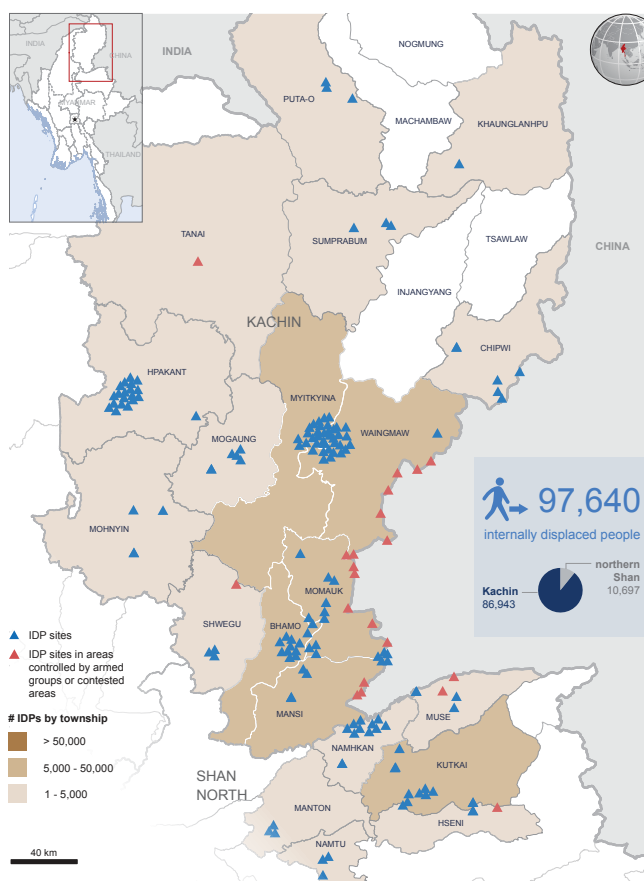 INDIA
CHINA
MYANMAR
THAILAND
INDIA
NOGMUNG
PUTA-O
MACHAMBAW
KHAUNGLANHPU
TANAI
SUMPRABUM
TSAWLAW
CHINA
INJANGYANG
KACHIN
CHIPWI
HPAKANT
MYITKYINA
WAINGMAW
MOGAUNG
MOHNYIN
97,640
internally displaced people
northern
Shan
10,697
Kachin
86,943
MOMAUK
SHWEGU
BHAMO
MANSI
MUSE
NAMHKAN
KUTKAI
SHAN
NORTH
MANTON
HSENI
NAMTU
IDP sites
IDP sites in areas
controlled by armed
groups or contested
areas
# IDPs by township
> 50,000
5,000 - 50,000
1 - 5,000
40 km